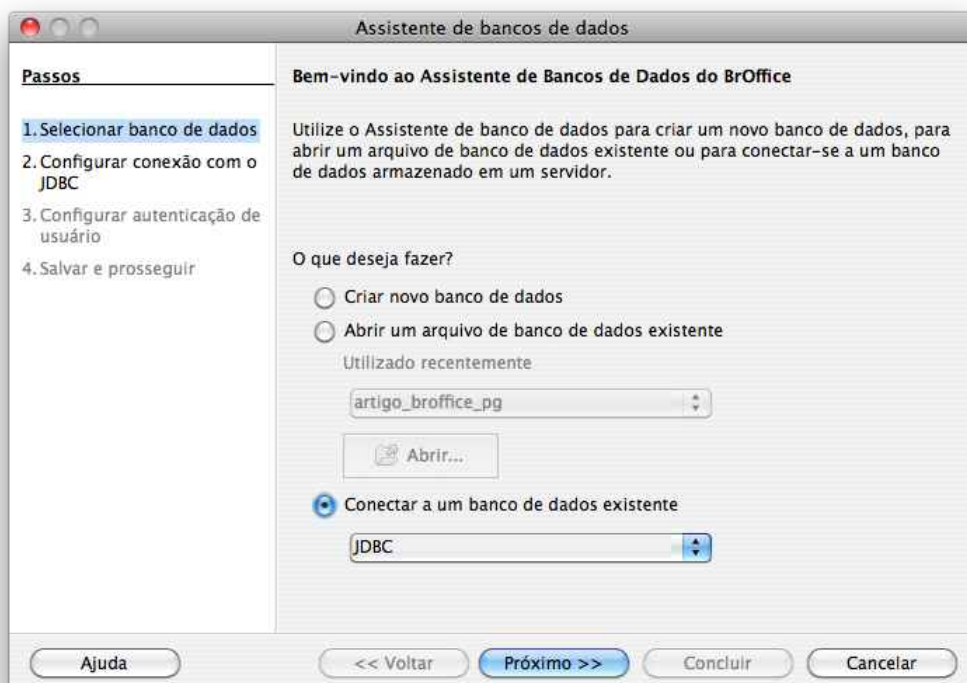 Assistente de bancos de dados
Passos
1. Selecionar banco de dados
2. Configurar conexão com o
JDBC
3. Configurar autenticação de
usuário
4. Salvar e prosseguir
Bem-vindo ao Assistente de Bancos de Dados do BrOffice
Utilize o Assistente de banco de dados para criar um novo banco de dados, para
abrir um arquivo de banco de dados existente ou para conectar-se a um banco
de dados armazenado em um servidor.
O que deseja fazer?
Criar novo banco de dados
Abrir um arquivo de banco de dados existente
Utilizado recentemente
artigo_broffice_pg
Abrir...
Conectar a um banco de dados existente
JDBC
Ajuda
<< Voltar
Próximo >>
Concluir
Cancelar